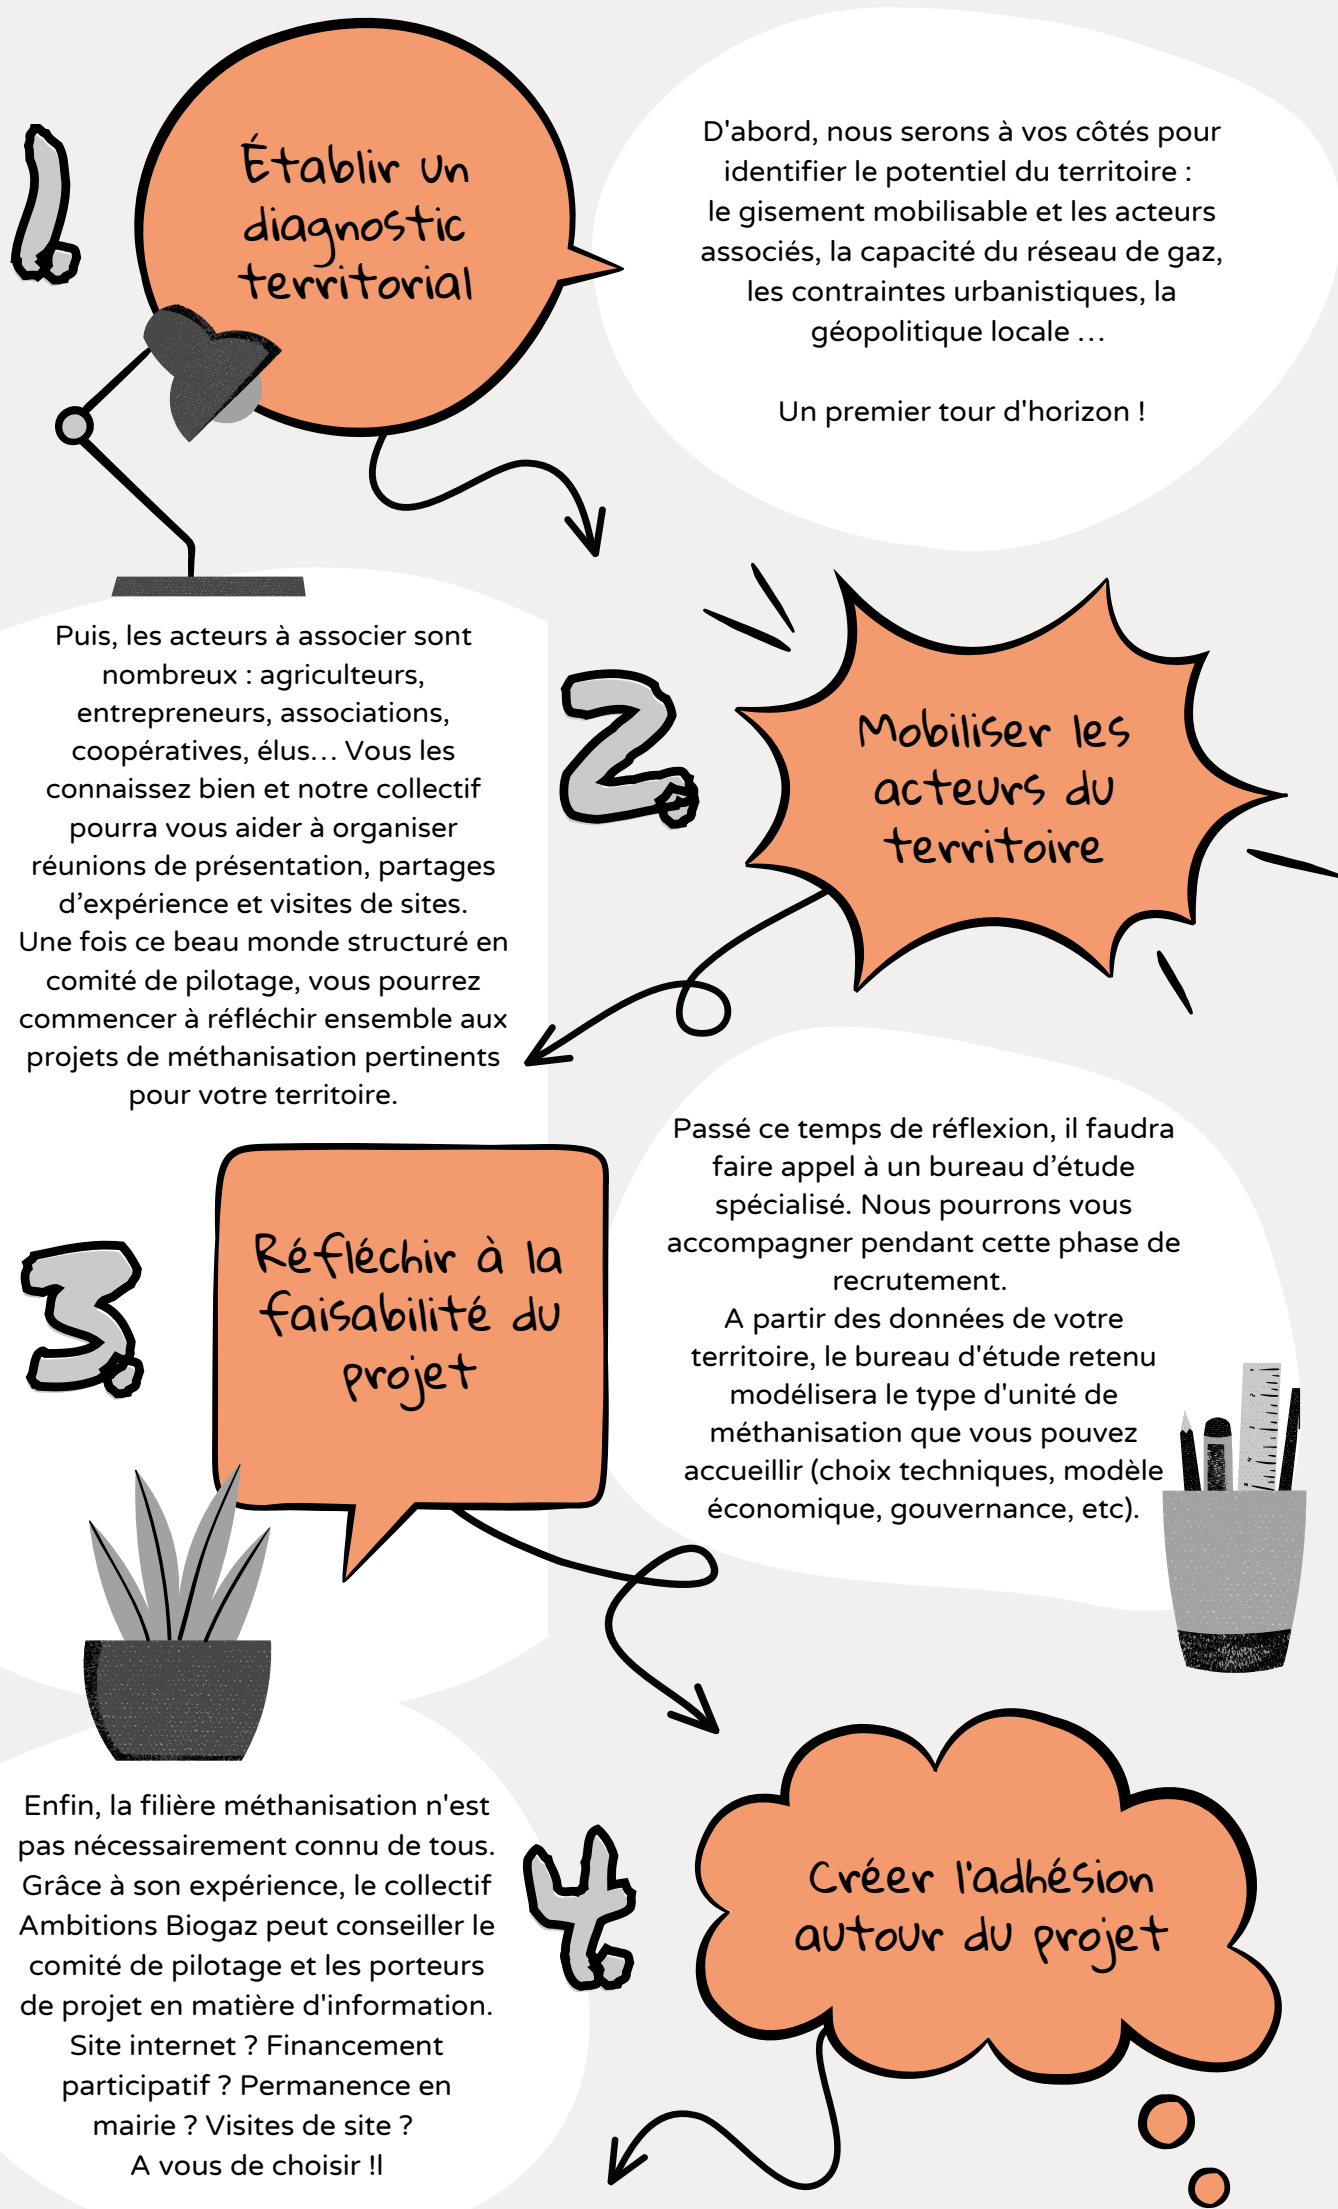 1.
Établir un
diagnostic
territorial
D'abord, nous serons à vos côtés pour
identifier le potentiel du territoire :
le gisement mobilisable et les acteurs
associés, la capacité du réseau de gaz,
les contraintes urbanistiques, la
géopolitique locale ...
Un premier tour d'horizon !
2.
Mobiliser les
acteurs du
territoire
Puis, les acteurs à associer sont
nombreux : agriculteurs,
entrepreneurs, associations,
coopératives, élus... Vous les
connaissez bien et notre collectif
pourra vous aider à organiser
réunions de présentation, partages
d’expérience et visites de sites.
Une fois ce beau monde structuré en
comité de pilotage, vous pourrez
commencer à réfléchir ensemble aux
projets de méthanisation pertinents
pour votre territoire.
3.
Réfléchir à la
faisabilité du
projet
Passé ce temps de réflexion, il faudra
faire appel à un bureau d’étude
spécialisé. Nous pourrons vous
accompagner pendant cette phase de
recrutement.
A partir des données de votre
territoire, le bureau d'étude retenu
modélisera le type d'unité de
méthanisation que vous pouvez
accueillir (choix techniques, modèle
économique, gouvernance, etc).
4.
Créer l'adhésion
autour du projet
Enfin, la filière méthanisation n'est
pas nécessairement connu de tous.
Grâce à son expérience, le collectif
Ambitions Biogaz peut conseiller le
comité de pilotage et les porteurs
de projet en matière d'information.
Site internet ? Financement
participatif ? Permanence en
mairie ? Visites de site ?
A vous de choisir !l